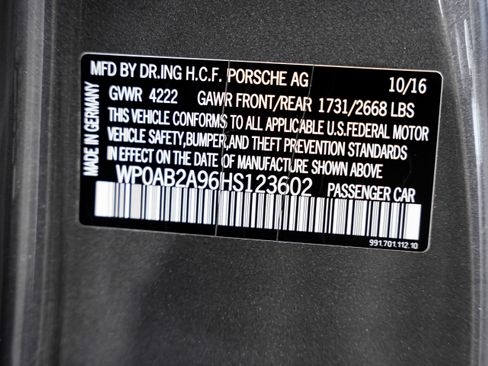 MFD BY DR.ING H.C.F. PORSCHE AG 10/16
GVWR 4222 GAWR FRONT/REAR 1731/2668 LBS
THIS VEHICLE CONFORMS TO ALL APPLICABLE U.S.FEDERAL MOTOR
VEHICLE SAFETY,BUMPER,AND THEFT PREVENTION STANDARDS
IN EFFECT ON THE DATE OF MANUFACTURE SHOWN ABOVE.
WP0AB2A96HS123602 PASSENGER CAR
MADE IN GERMANY
991.701.112.10